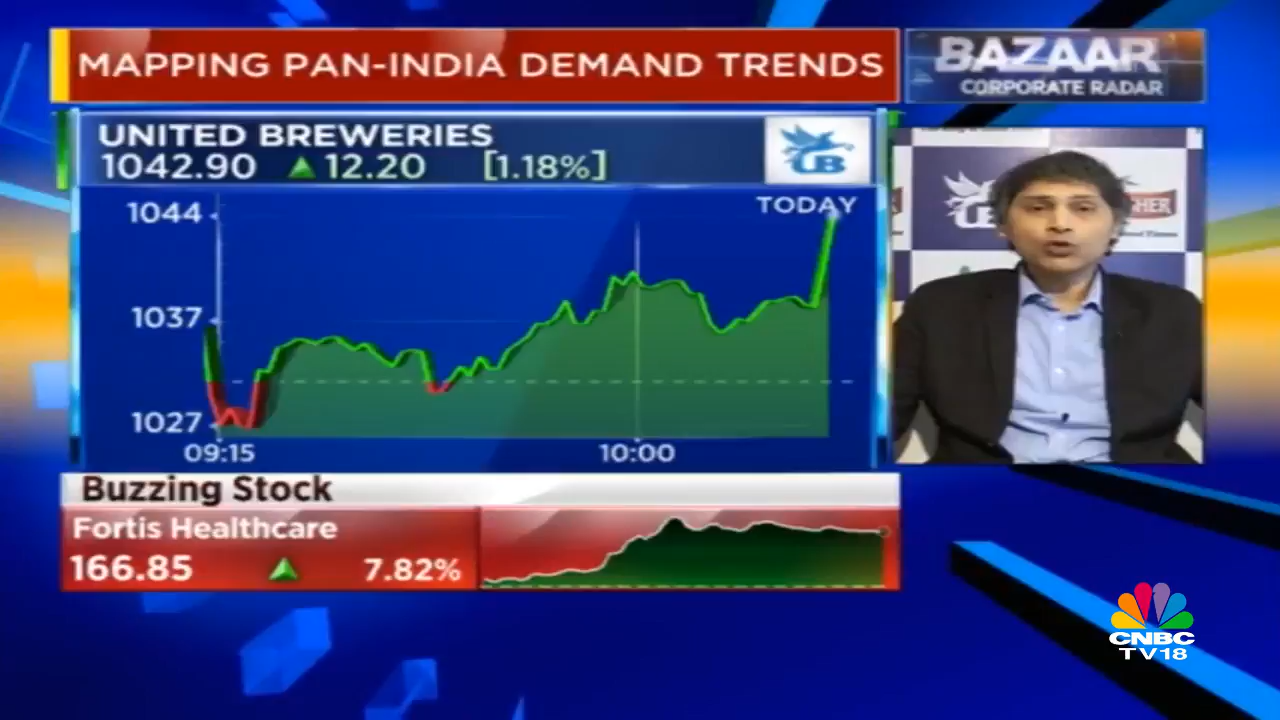 MAPPING PAN-INDIA DEMAND TRENDS
BAZAAR
CORPORATE RADAR
UNITED BREWERIES
1042.90 ▲ 12.20 [1.18%]
UB
TODAY
1044
1037
1027
09:15 10:00
Buzzing Stock
Fortis Healthcare
166.85 ▲ 7.82%
CNBC
TV18